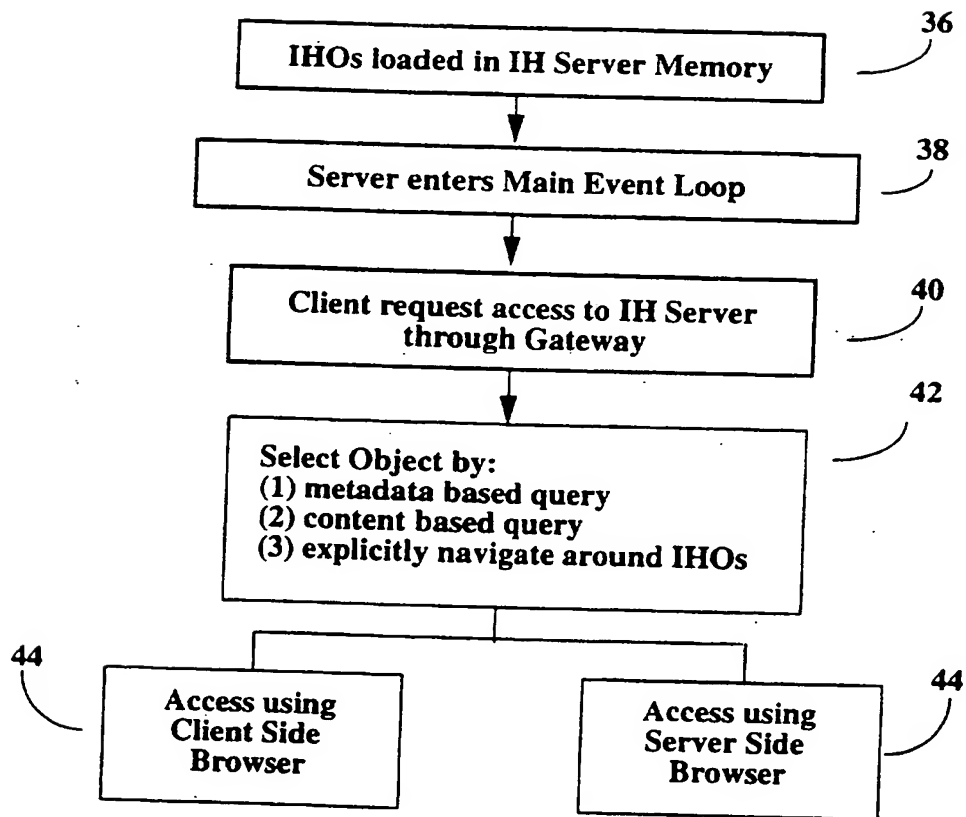 36
IHOs loaded in IH Server Memory
38
Server enters Main Event Loop
40
Client request access to IH Server
through Gateway
42
Select Object by:
(1) metadata based query
(2) content based query
(3) explicitly navigate around IHOs
44
Access using
Client Side
Browser
44
Access using
Server Side
Browser